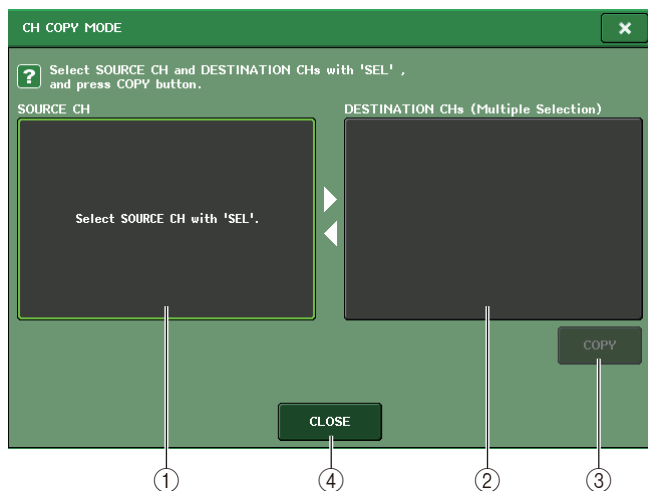 CH COPY MODE
×
?
Select SOURCE CH and DESTINATION CHs with 'SEL' ,
and press COPY button.
SOURCE CH
DESTINATION CHs (Multiple Selection)
Select SOURCE CH with 'SEL'.
COPY
CLOSE
① ④ ② ③